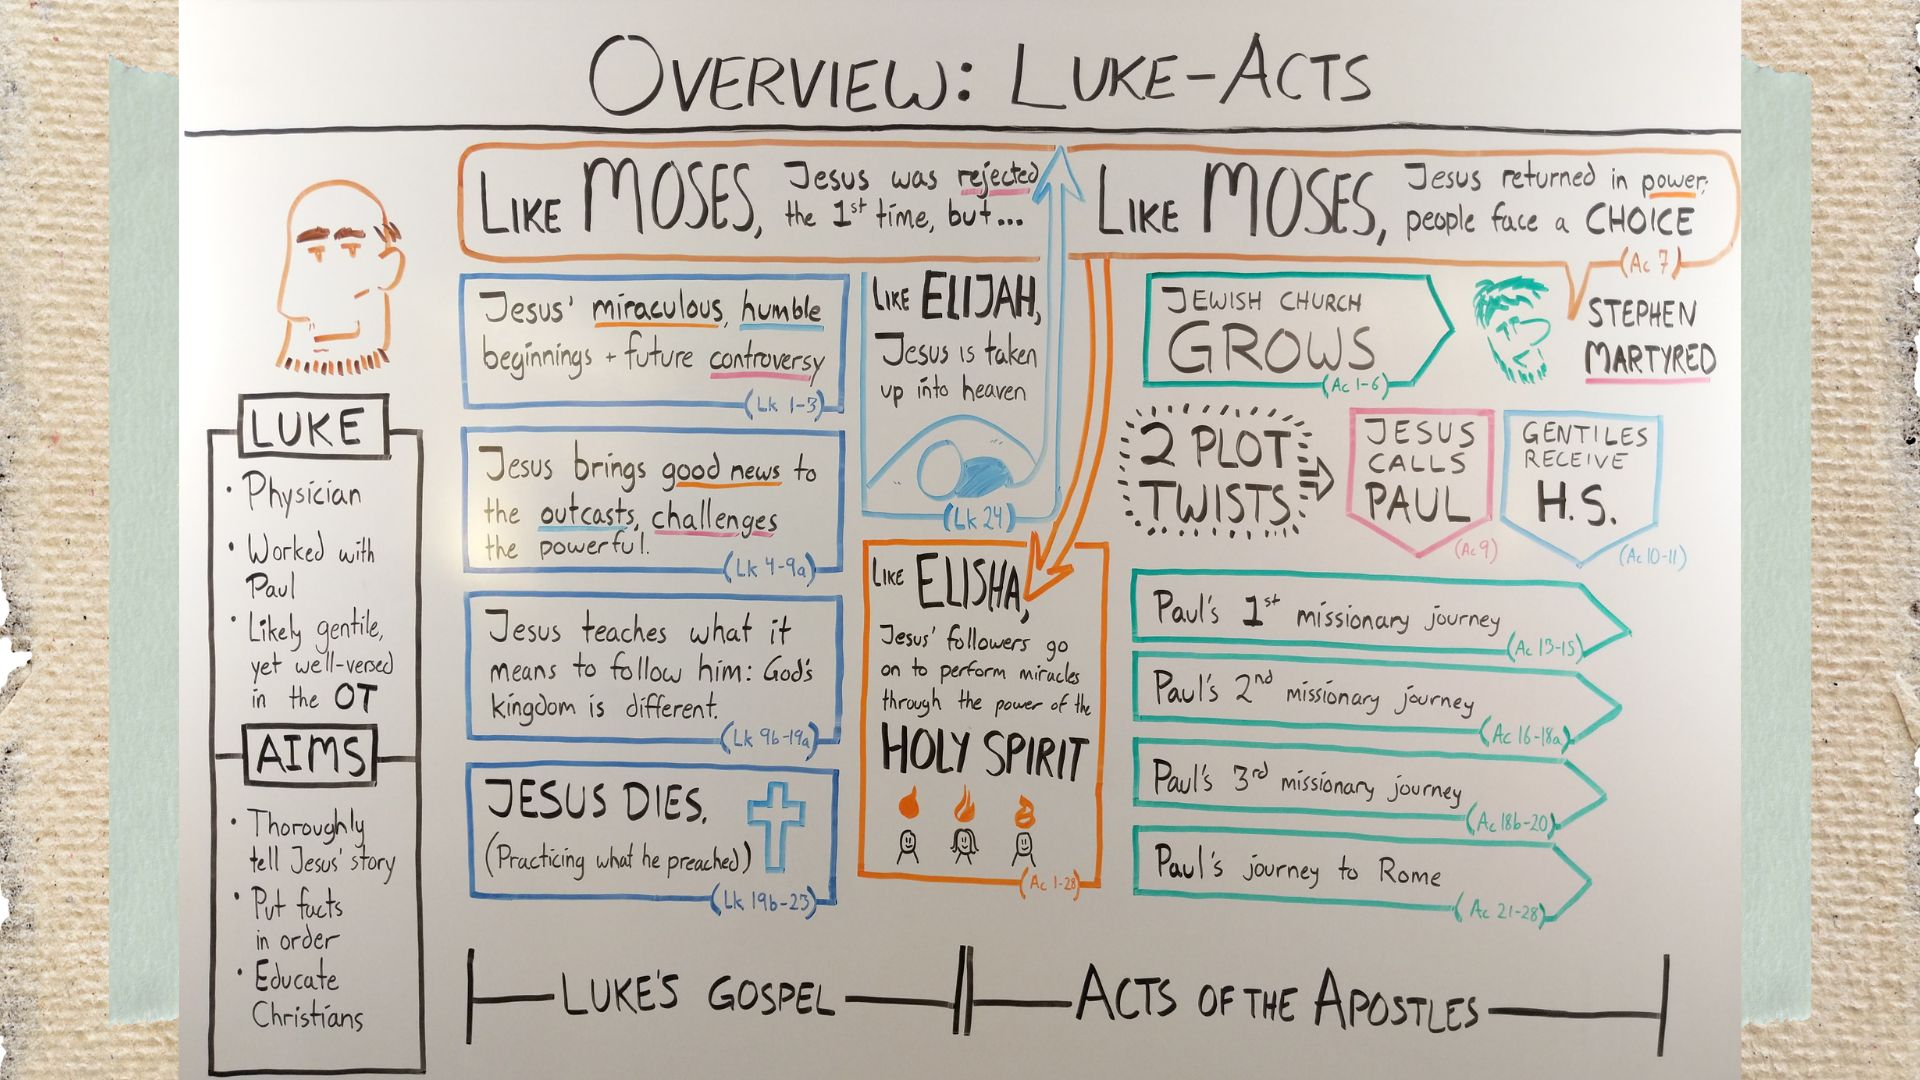 OVERVIEW: LUKE-ACTS
LUKE
• Physician
• Worked with
Paul
• Likely gentile,
yet well-versed
in the OT
AIMS
• Thoroughly
tell Jesus' story
• Put facts
in order
• Educate
Christians
LIKE MOSES, Jesus was rejected
the 1st time, but...
LIKE MOSES, Jesus returned in power;
people face a CHOICE
(Ac 7)
Jesus' miraculous, humble
beginnings + future controversy
(Lk 1-3)
Jesus brings good news to
the outcasts, challenges
the powerful.
(Lk 4-9a)
Jesus teaches what it
means to follow him: God's
kingdom is different.
(Lk 9b-19a)
JESUS DIES.
(Practicing what he preached)
(Lk 19b-23)
LIKE ELIJAH,
Jesus is taken
up into heaven
(Lk 24)
LIKE ELISHA,
Jesus' followers go
on to perform miracles
through the power of the
HOLY SPIRIT
(Ac 1-28)
JEWISH CHURCH
GROWS
(Ac 1-6)
STEPHEN
MARTYRED
2 PLOT
TWISTS
JESUS
CALLS
PAUL
(Ac 9)
GENTILES
RECEIVE
H.S.
(Ac 10-11)
Paul's 1st missionary journey
(Ac 13-15)
Paul's 2nd missionary journey
(Ac 16-18a)
Paul's 3rd missionary journey
(Ac 18b-20)
Paul's journey to Rome
(Ac 21-28)
LUKE'S GOSPEL
ACTS OF THE APOSTLES